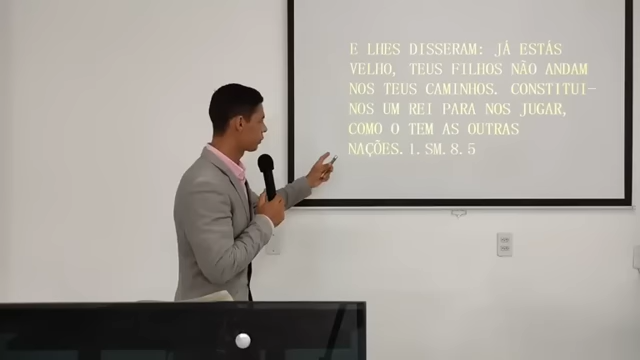 E LHES DISSERAM: JÁ ESTÁS
VELHO, TEUS FILHOS NÃO ANDAM
NOS TEUS CAMINHOS. CONSTITUI-
NOS UM REI PARA NOS JUGAR,
COMO O TEM AS OUTRAS
NAÇÕES.1.SM.8.5